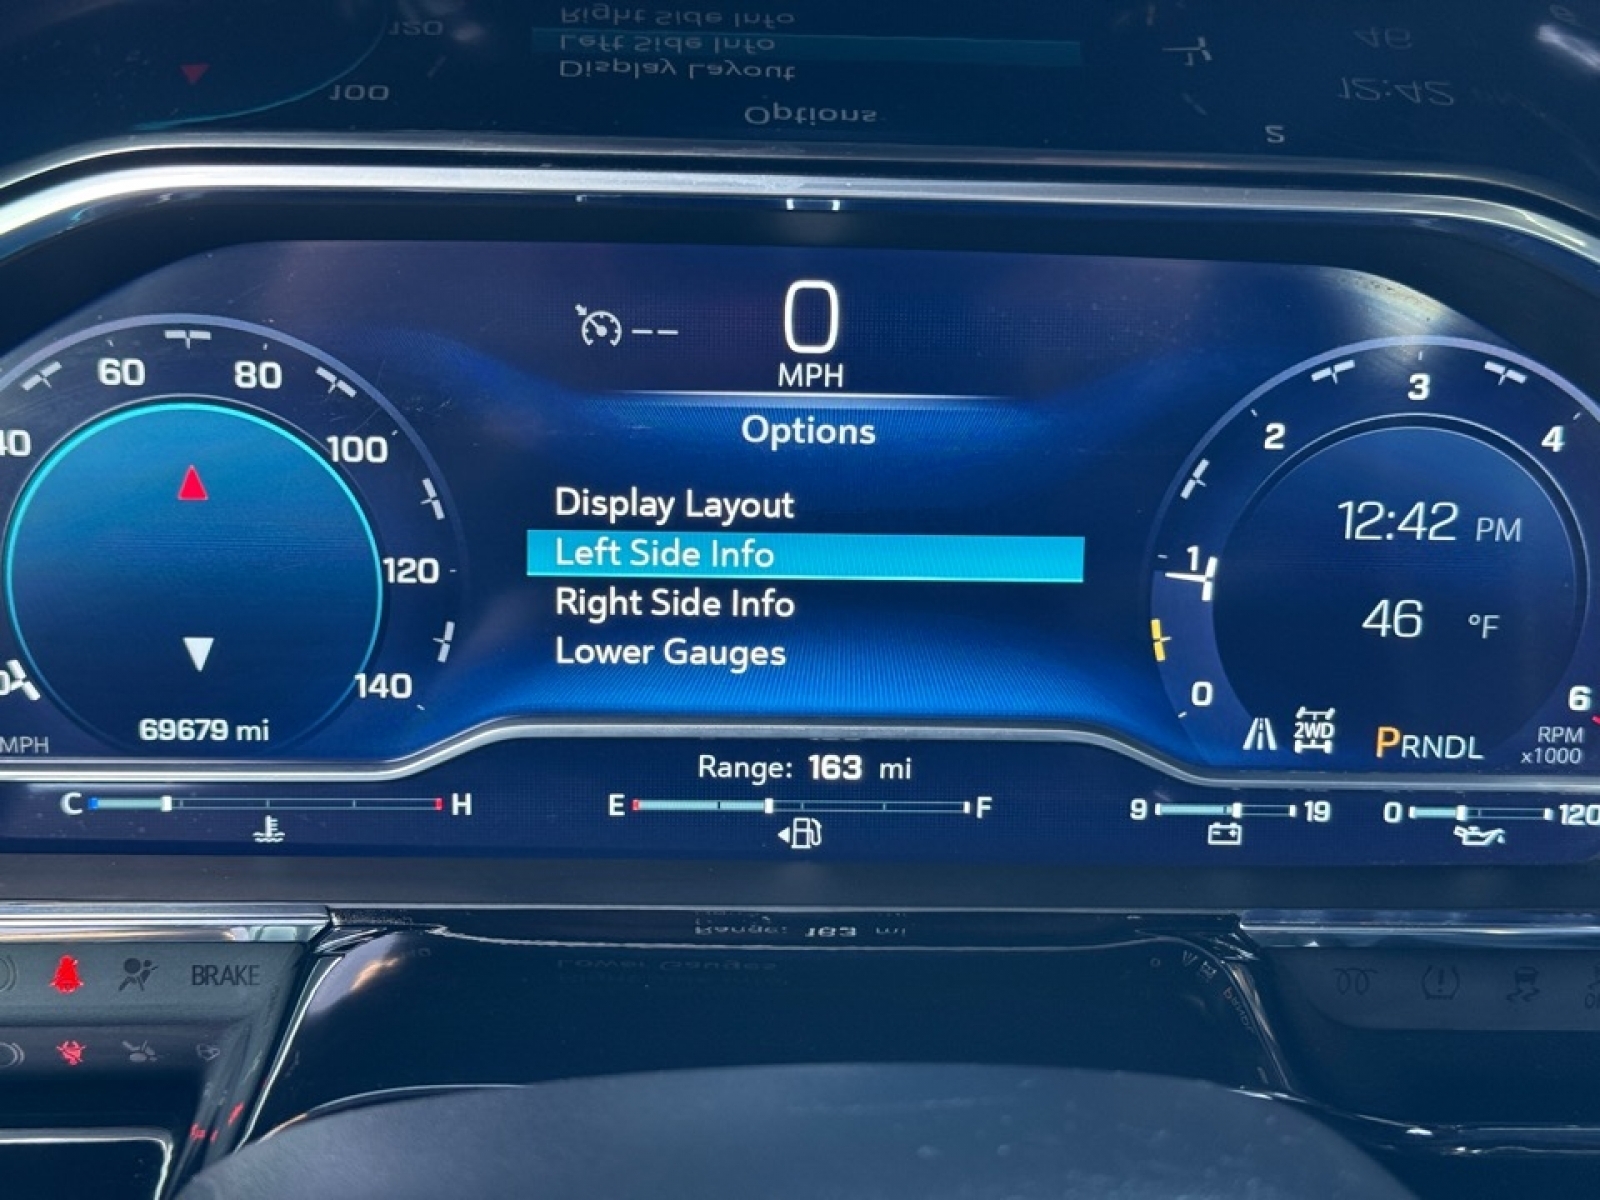 0
MPH
Options
Display Layout
Left Side Info
Right Side Info
Lower Gauges
60
80
100
120
140
69679 mi
MPH
0
1
2
3
4
6
12:42 PM
46 °F
2WD
PRNDL
RPM
x1000
Range: 163 mi
C H
E F
9 19
0 120
BRAKE